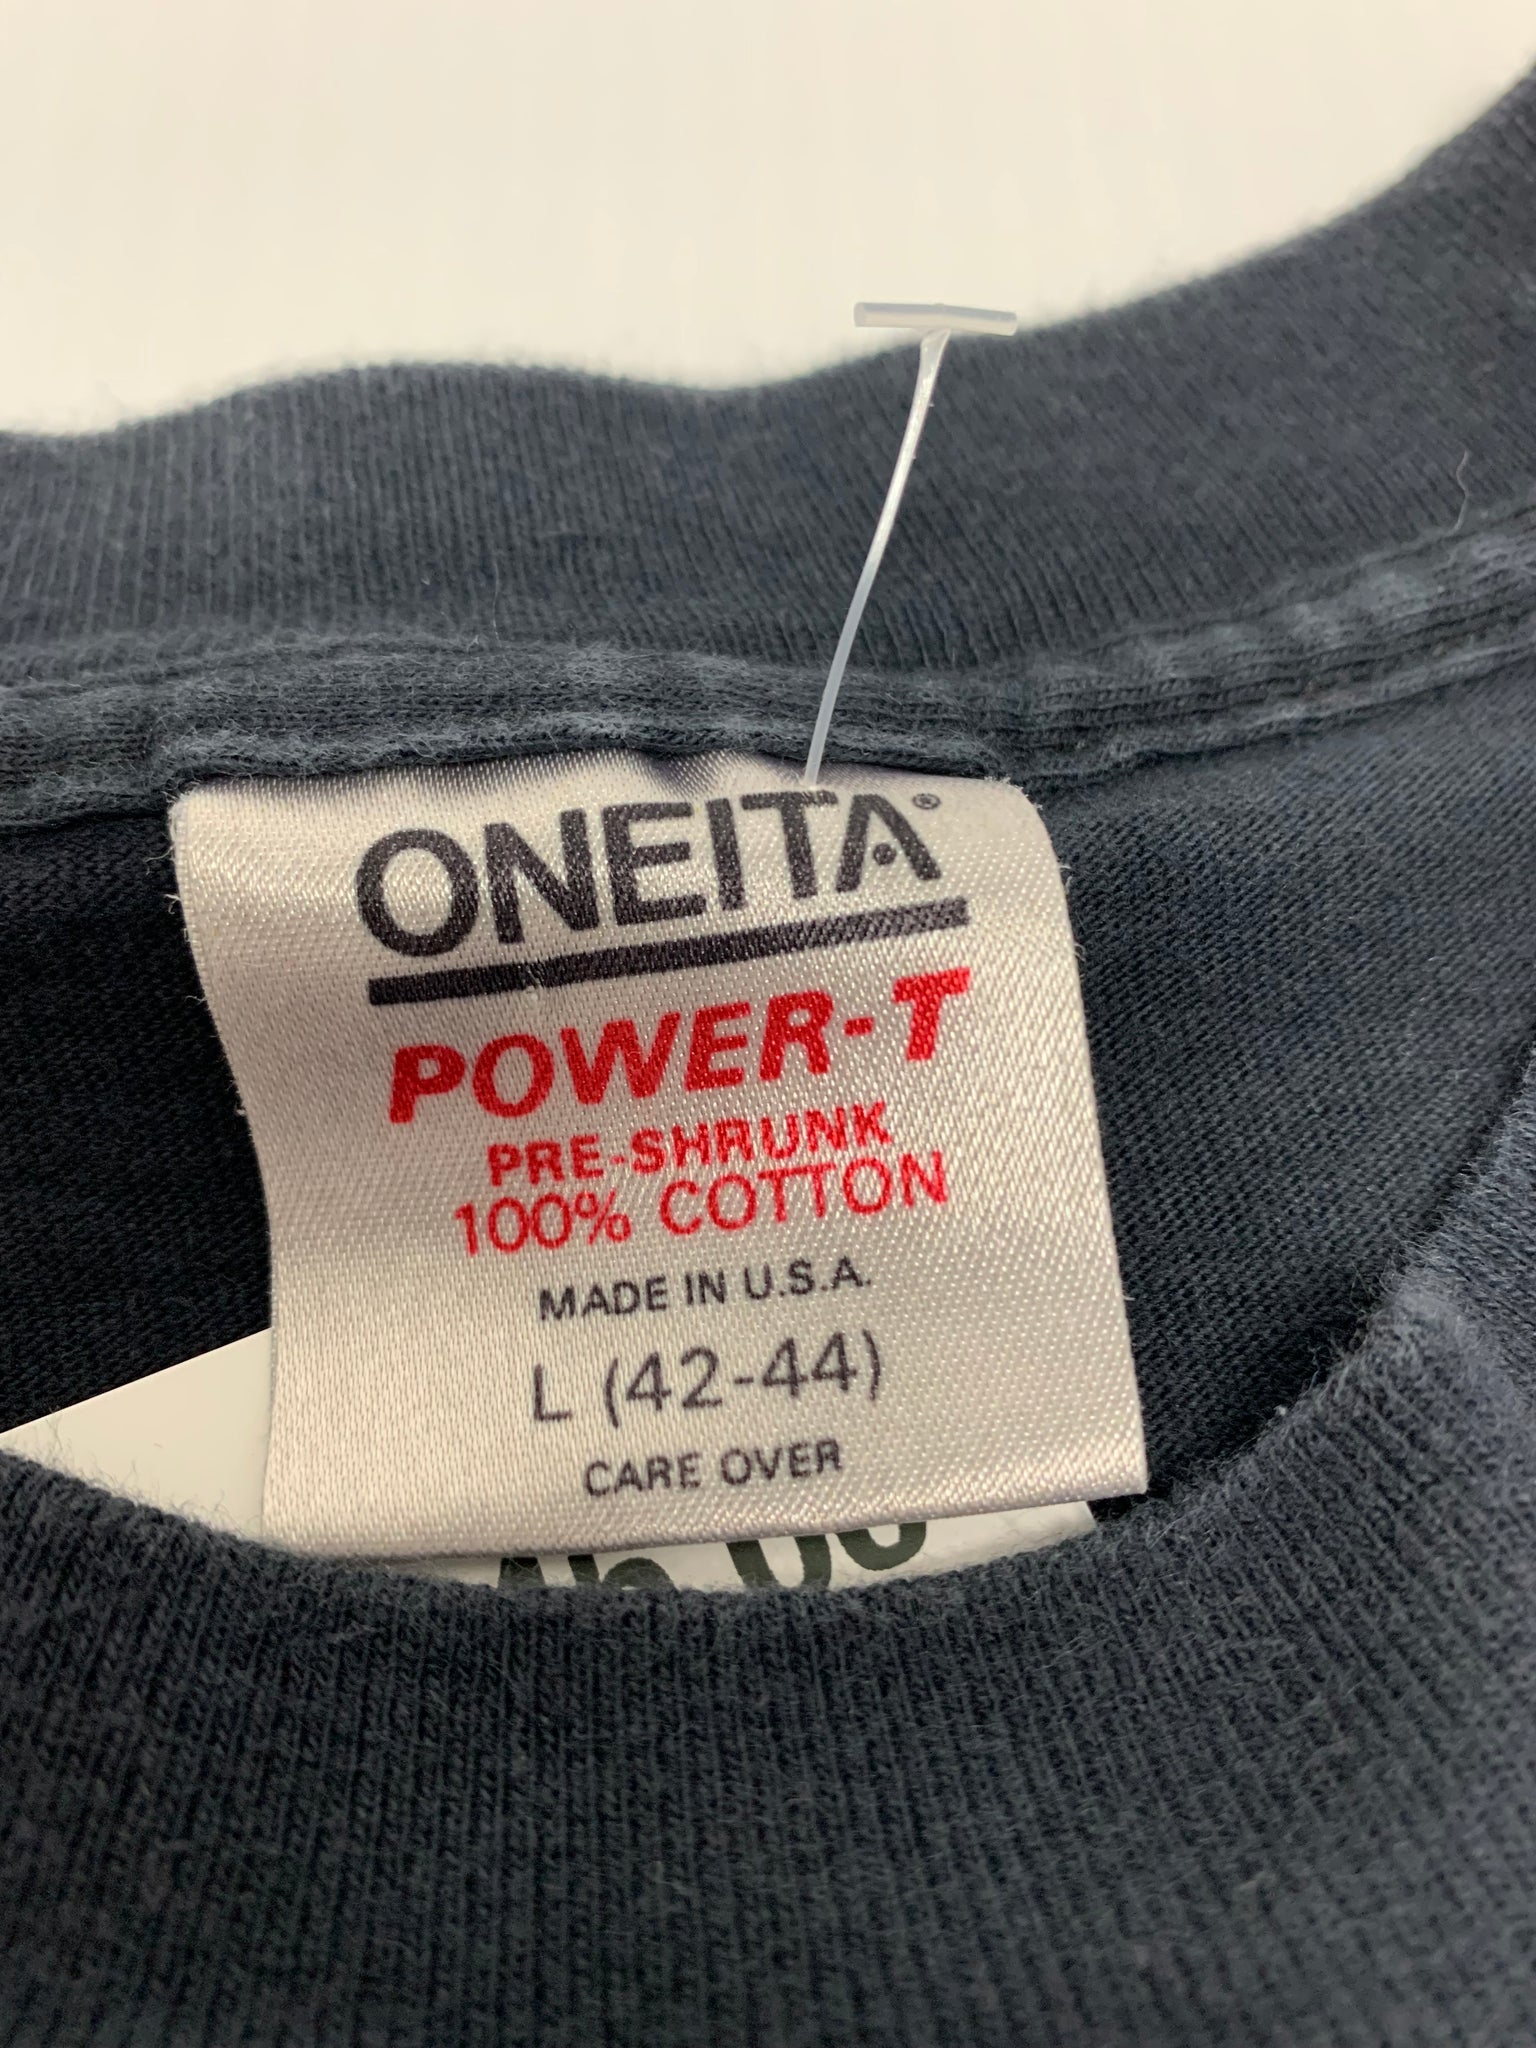 ONEITA®
POWER-T
PRE-SHRUNK
100% COTTON
MADE IN U.S.A.
L (42-44)
CARE OVER